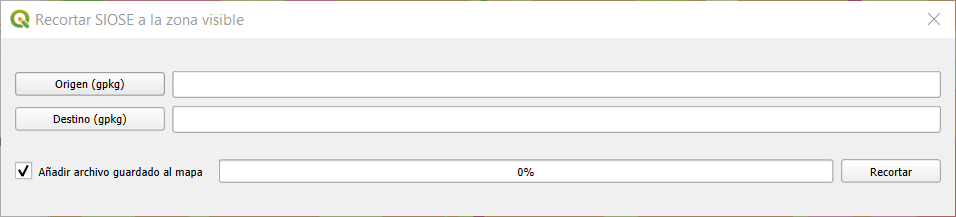 Recortar SIOSE a la zona visible
Origen (gpkg)
Destino (gpkg)
Añadir archivo guardado al mapa 0% Recortar